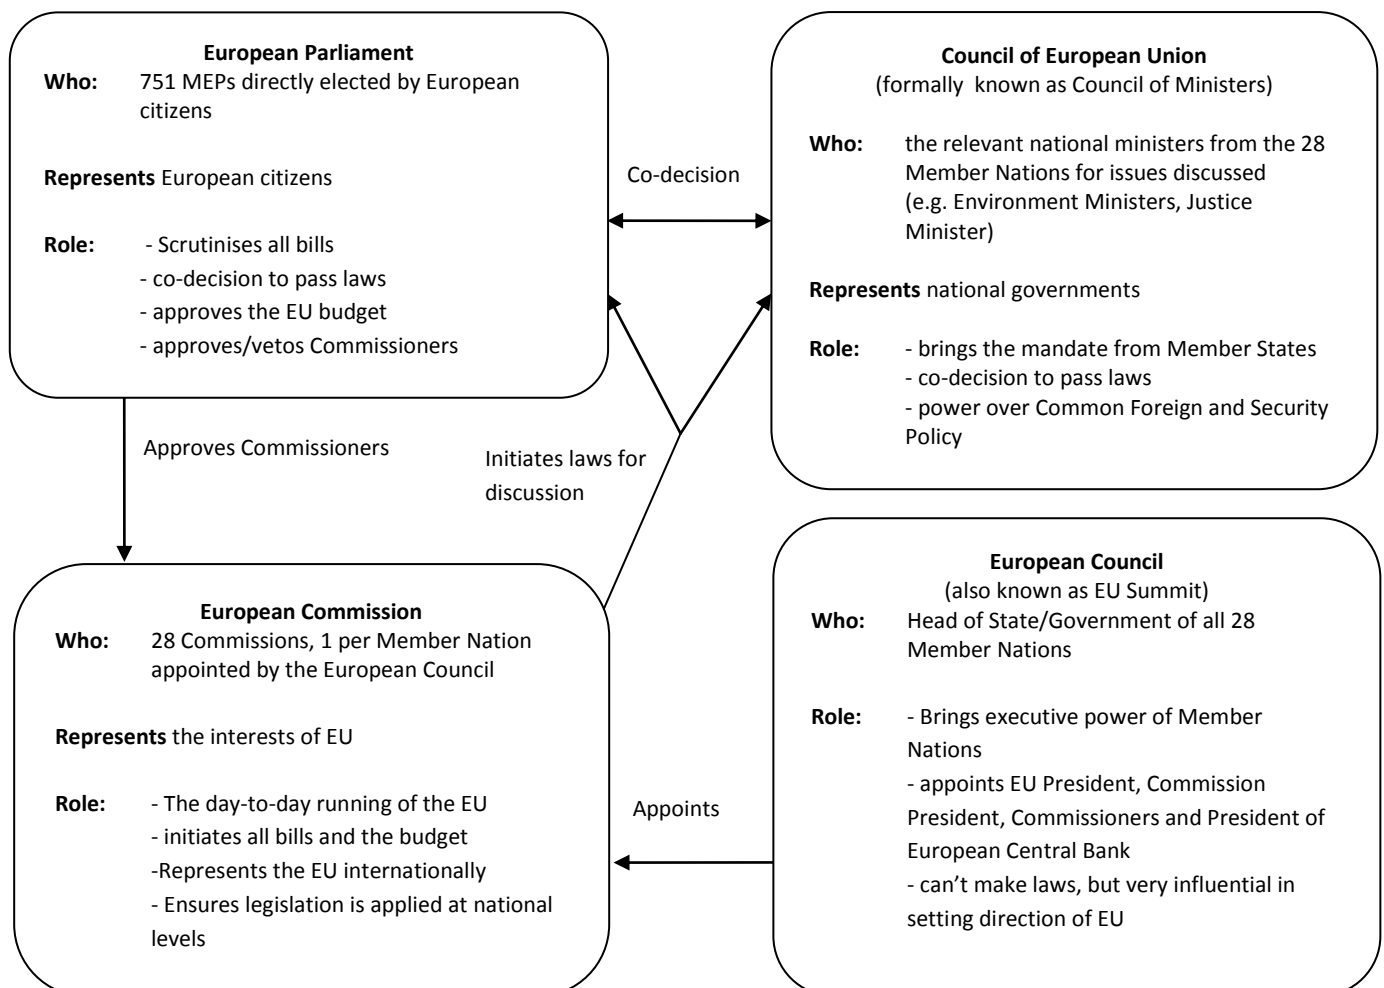 European Parliament
Who: 751 MEPs directly elected by European
citizens
Represents European citizens
Role: - Scrutinises all bills
- co-decision to pass laws
- approves the EU budget
- approves/vetos Commissioners
Co-decision
Council of European Union
(formally known as Council of Ministers)
Who: the relevant national ministers from the 28
Member Nations for issues discussed
(e.g. Environment Ministers, Justice
Minister)
Represents national governments
Role: - brings the mandate from Member States
- co-decision to pass laws
- power over Common Foreign and Security
Policy
Approves Commissioners
Initiates laws for
discussion
European Commission
Who: 28 Commissions, 1 per Member Nation
appointed by the European Council
Represents the interests of EU
Role: - The day-to-day running of the EU
- initiates all bills and the budget
-Represents the EU internationally
- Ensures legislation is applied at national
levels
Appoints
European Council
(also known as EU Summit)
Who: Head of State/Government of all 28
Member Nations
Role: - Brings executive power of Member
Nations
- appoints EU President, Commission
President, Commissioners and President of
European Central Bank
- can’t make laws, but very influential in
setting direction of EU